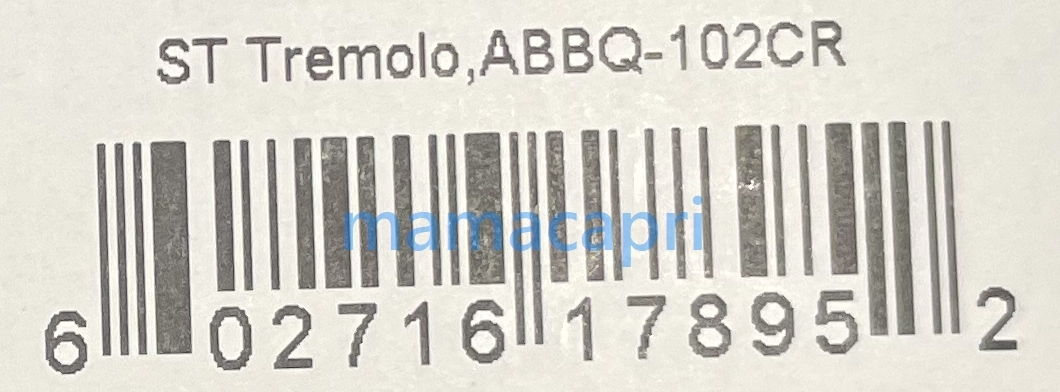 ST Tremolo,ABBQ-102CR
mamacapri
6 02716 17895 2